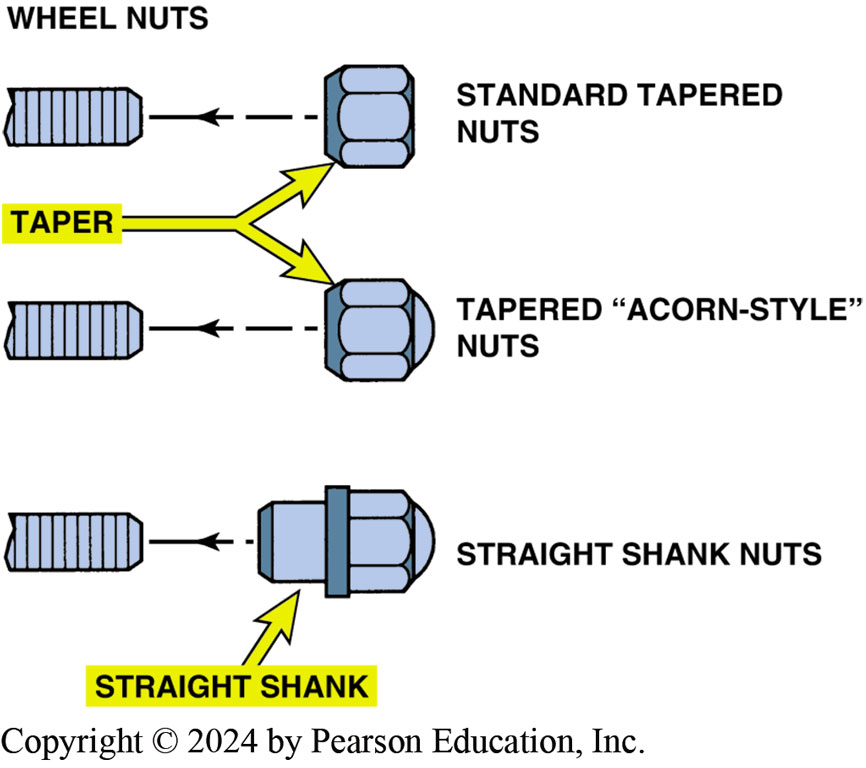 WHEEL NUTS
STANDARD TAPERED
NUTS
TAPER
TAPERED “ACORN-STYLE”
NUTS
STRAIGHT SHANK NUTS
STRAIGHT SHANK
Copyright © 2024 by Pearson Education, Inc.